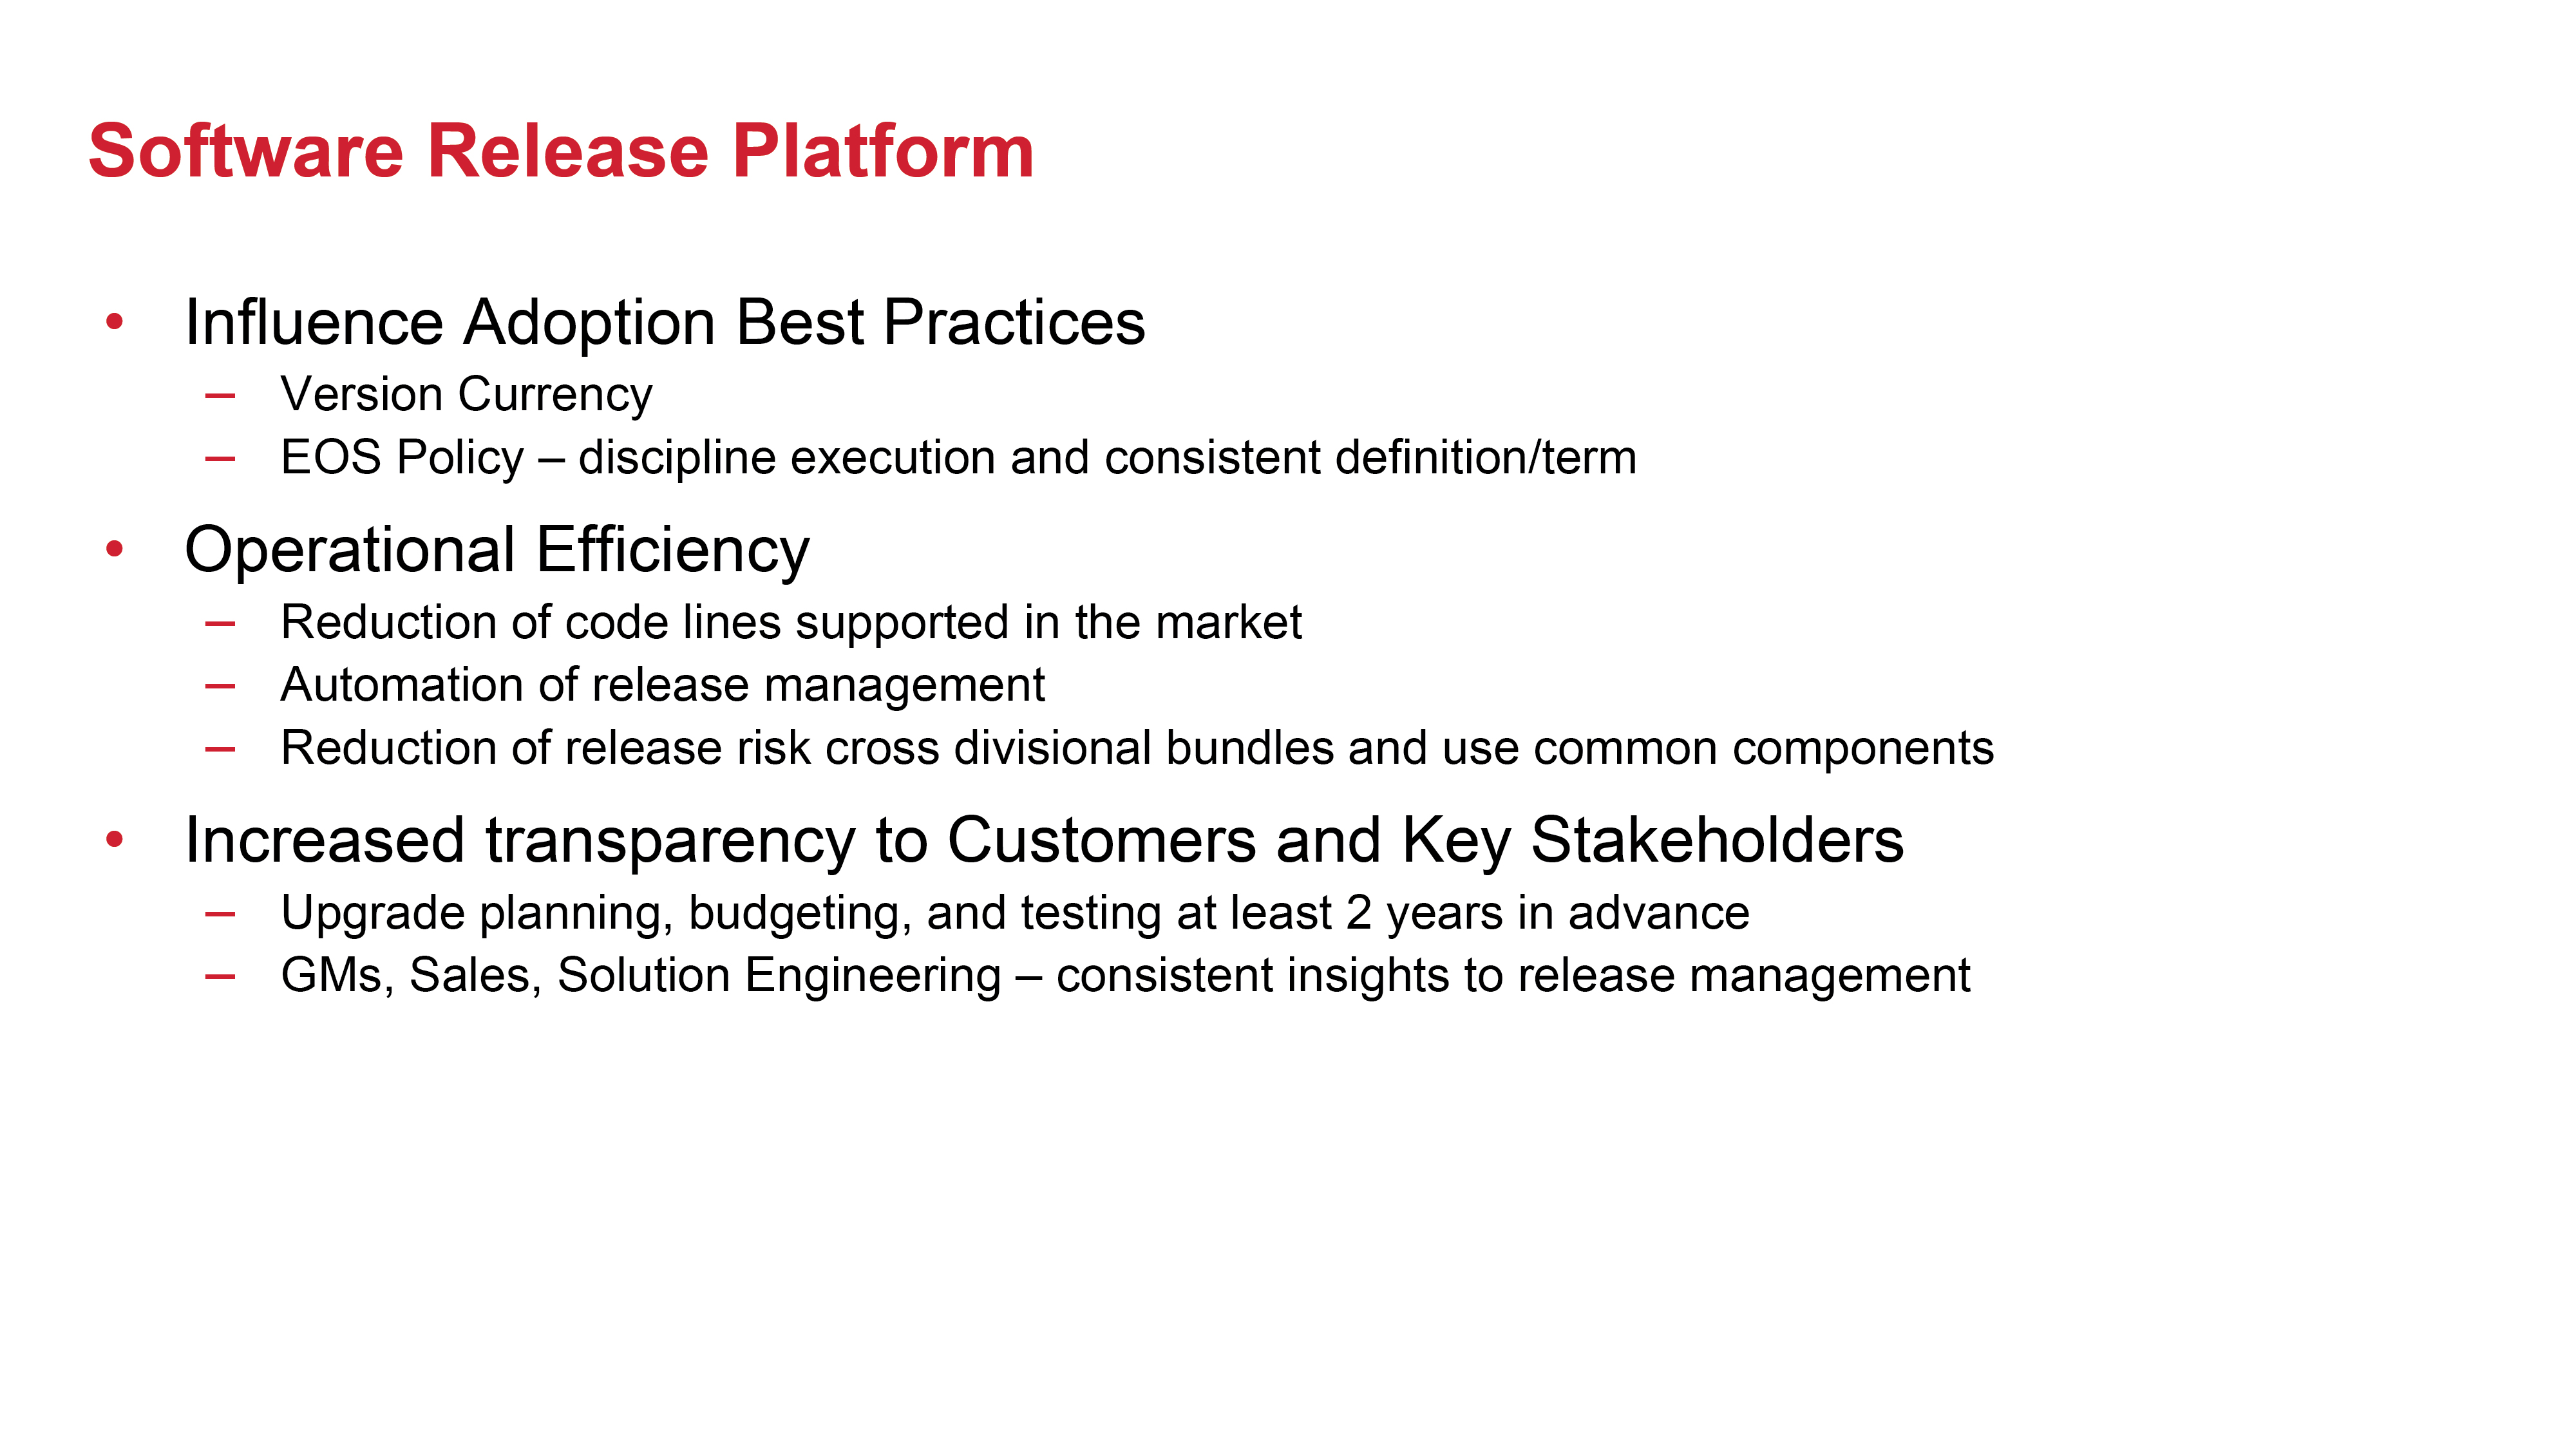 Software Release Platform
• Influence Adoption Best Practices
– Version Currency
– EOS Policy – discipline execution and consistent definition/term
• Operational Efficiency
– Reduction of code lines supported in the market
– Automation of release management
– Reduction of release risk cross divisional bundles and use common components
• Increased transparency to Customers and Key Stakeholders
– Upgrade planning, budgeting, and testing at least 2 years in advance
– GMs, Sales, Solution Engineering – consistent insights to release management